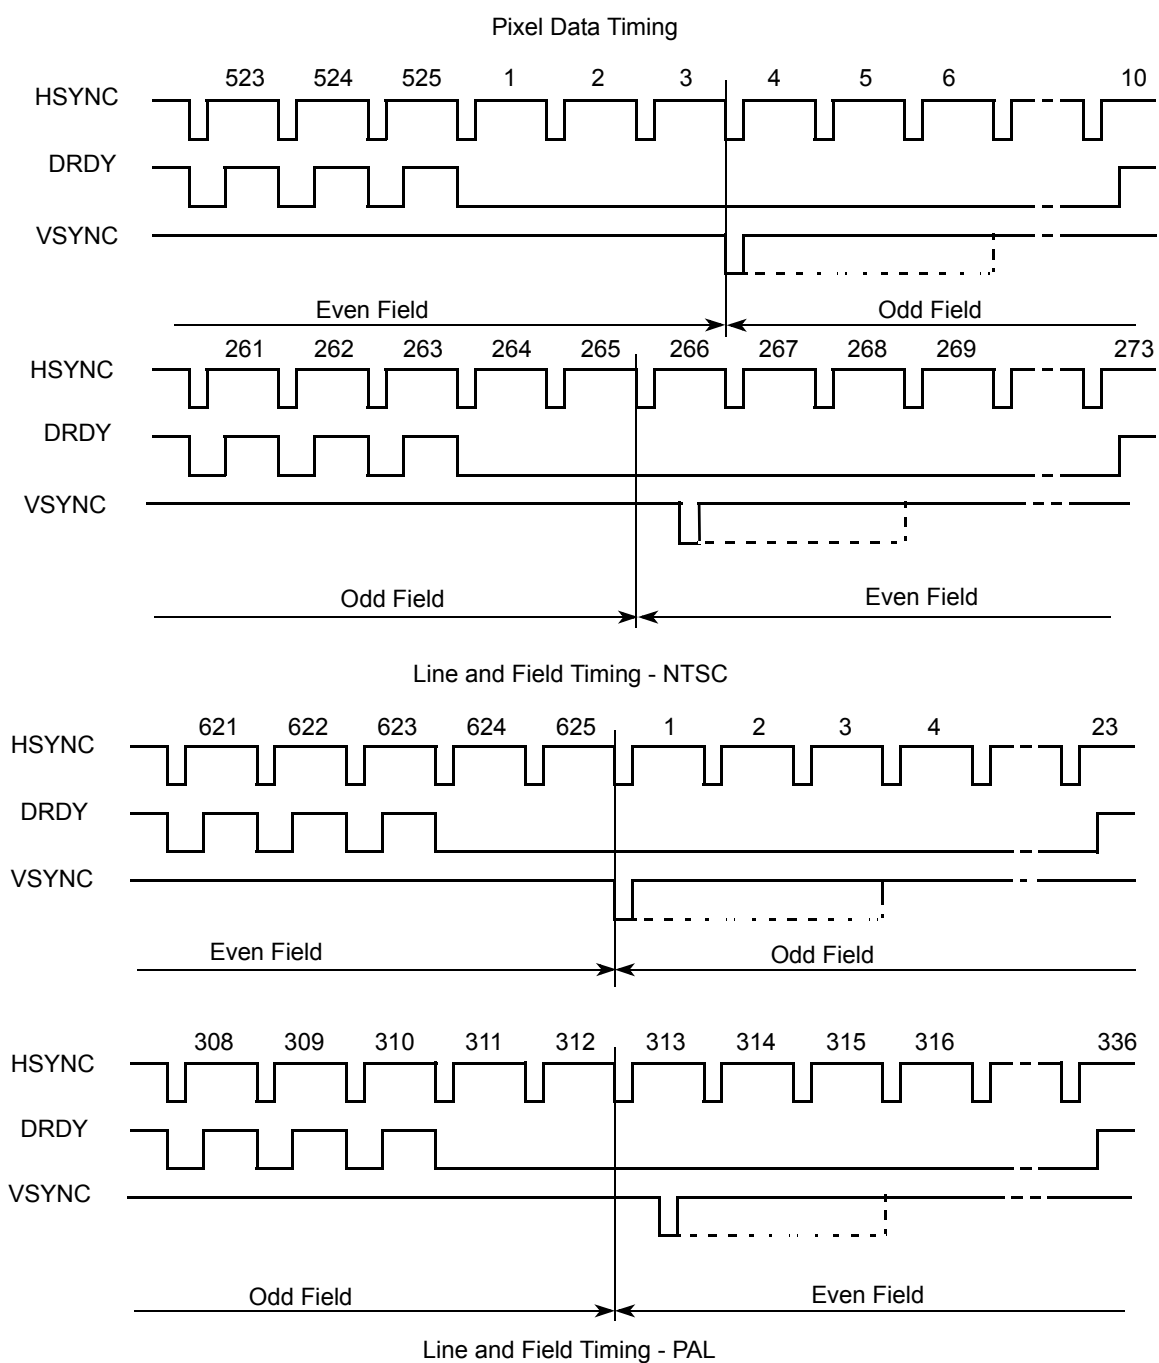 Pixel Data Timing
523 524 525 1 2 3 4 5 6 10
HSYNC
DRDY
VSYNC
Even Field Odd Field
261 262 263 264 265 266 267 268 269 273
HSYNC
DRDY
VSYNC
Odd Field Even Field
Line and Field Timing - NTSC
621 622 623 624 625 1 2 3 4 23
HSYNC
DRDY
VSYNC
Even Field Odd Field
308 309 310 311 312 313 314 315 316 336
HSYNC
DRDY
VSYNC
Odd Field Even Field
Line and Field Timing - PAL